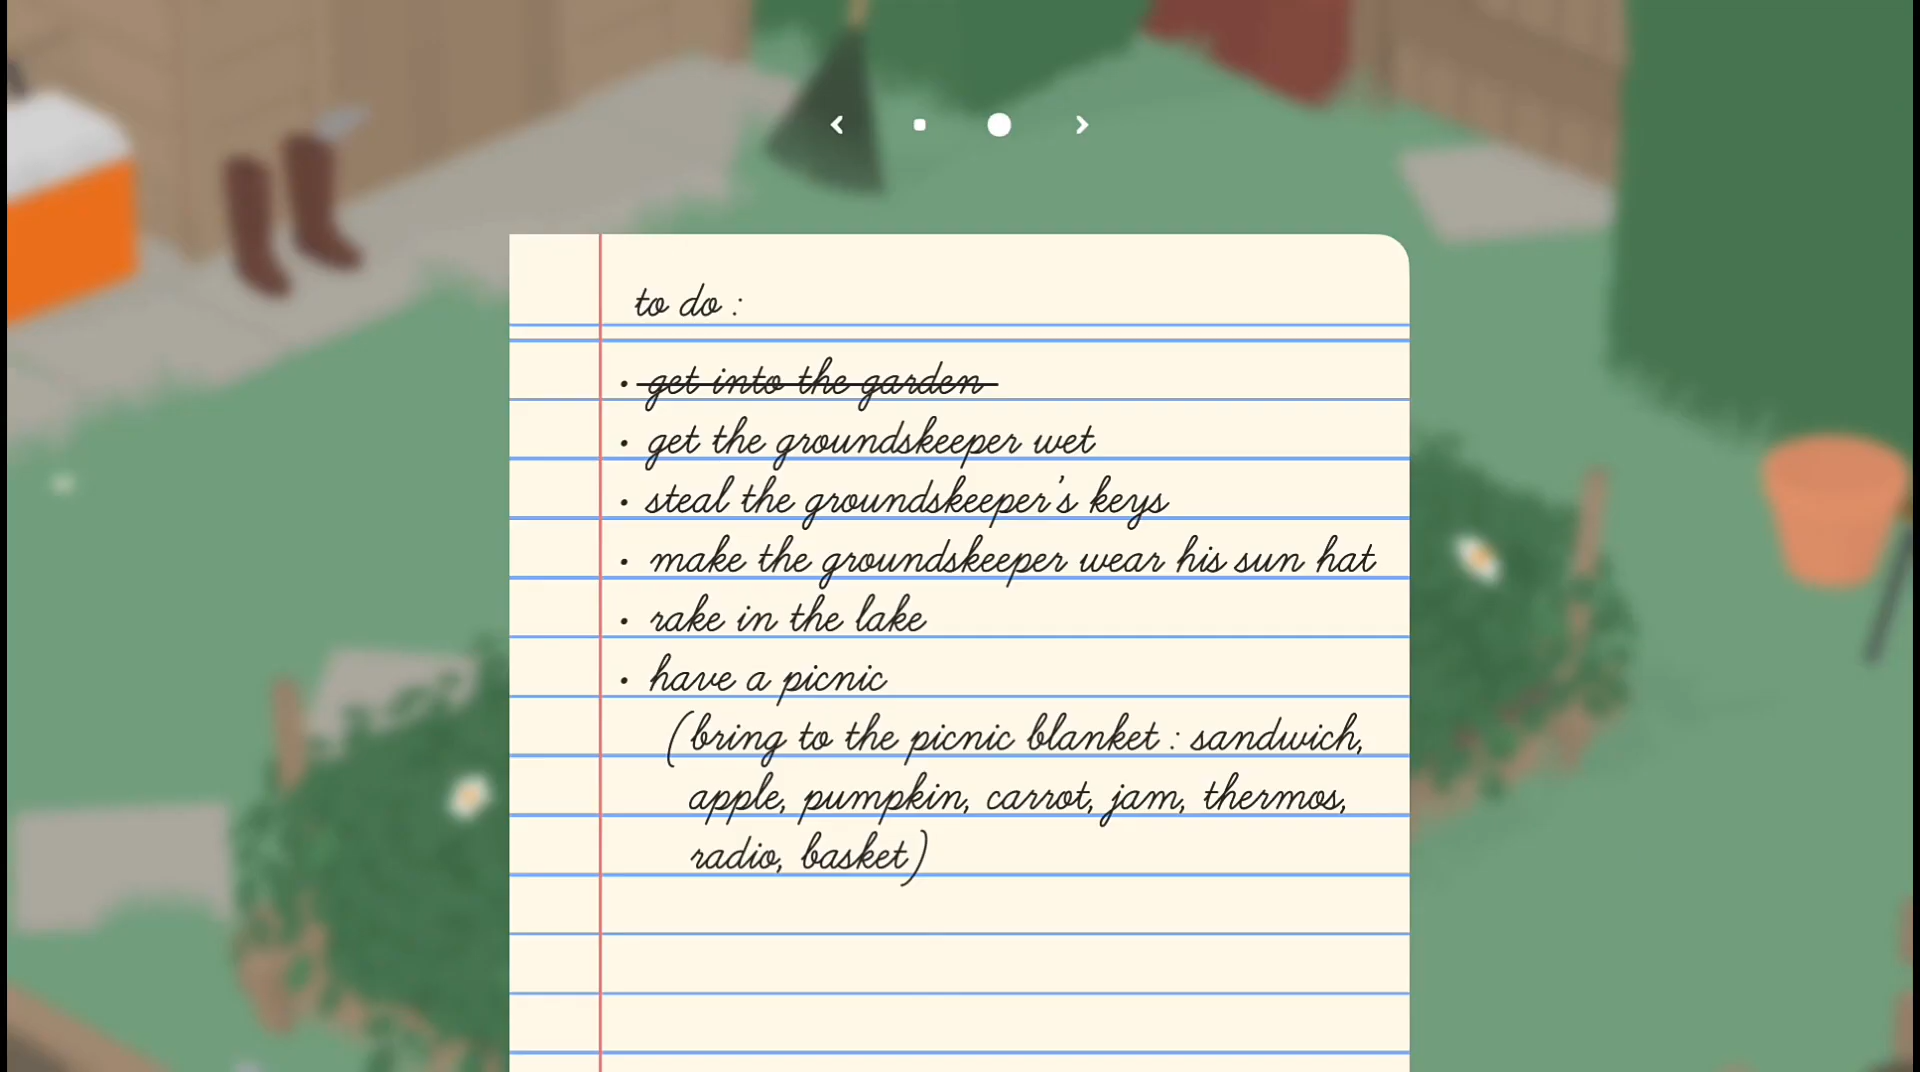 to do :
• get into the garden
• get the groundskeeper wet
• steal the groundskeeper's keys
• make the groundskeeper wear his sun hat
• rake in the lake
• have a picnic
(bring to the picnic blanket : sandwich,
apple, pumpkin, carrot, jam, thermos,
radio, basket)